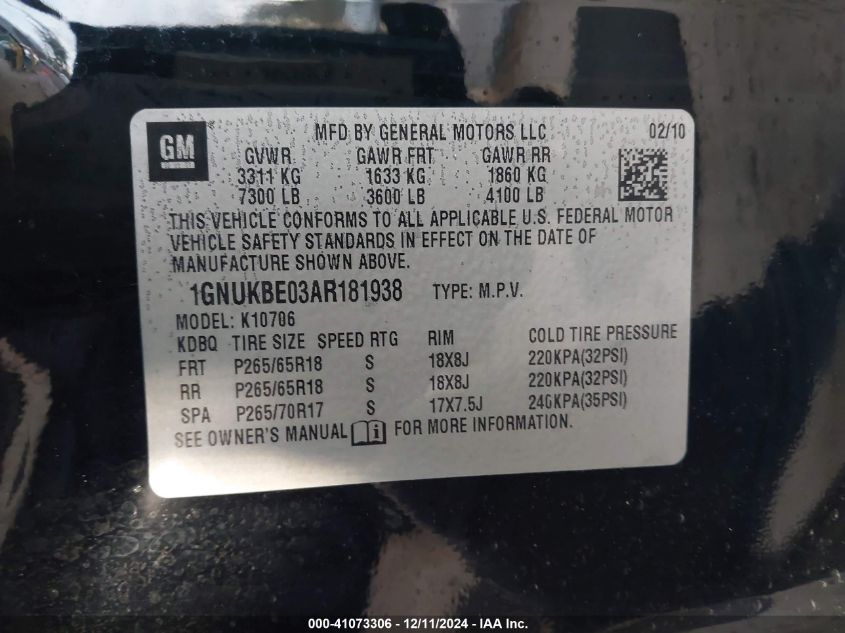 GM
MFD BY GENERAL MOTORS LLC 02/10
GVWR GAWR FRT GAWR RR
3311 KG 1633 KG 1860 KG
7300 LB 3600 LB 4100 LB
THIS VEHICLE CONFORMS TO ALL APPLICABLE U.S. FEDERAL MOTOR
VEHICLE SAFETY STANDARDS IN EFFECT ON THE DATE OF
MANUFACTURE SHOWN ABOVE.
1GNUKBE03AR181938 TYPE: M.P.V.
MODEL: K10706
KDBQ TIRE SIZE SPEED RTG RIM COLD TIRE PRESSURE
FRT P265/65R18 S 18X8J 220KPA(32PSI)
RR P265/65R18 S 18X8J 220KPA(32PSI)
SPA P265/70R17 S 17X7.5J 240KPA(35PSI)
SEE OWNER'S MANUAL i FOR MORE INFORMATION.
000-41073306 - 12/11/2024 - IAA Inc.